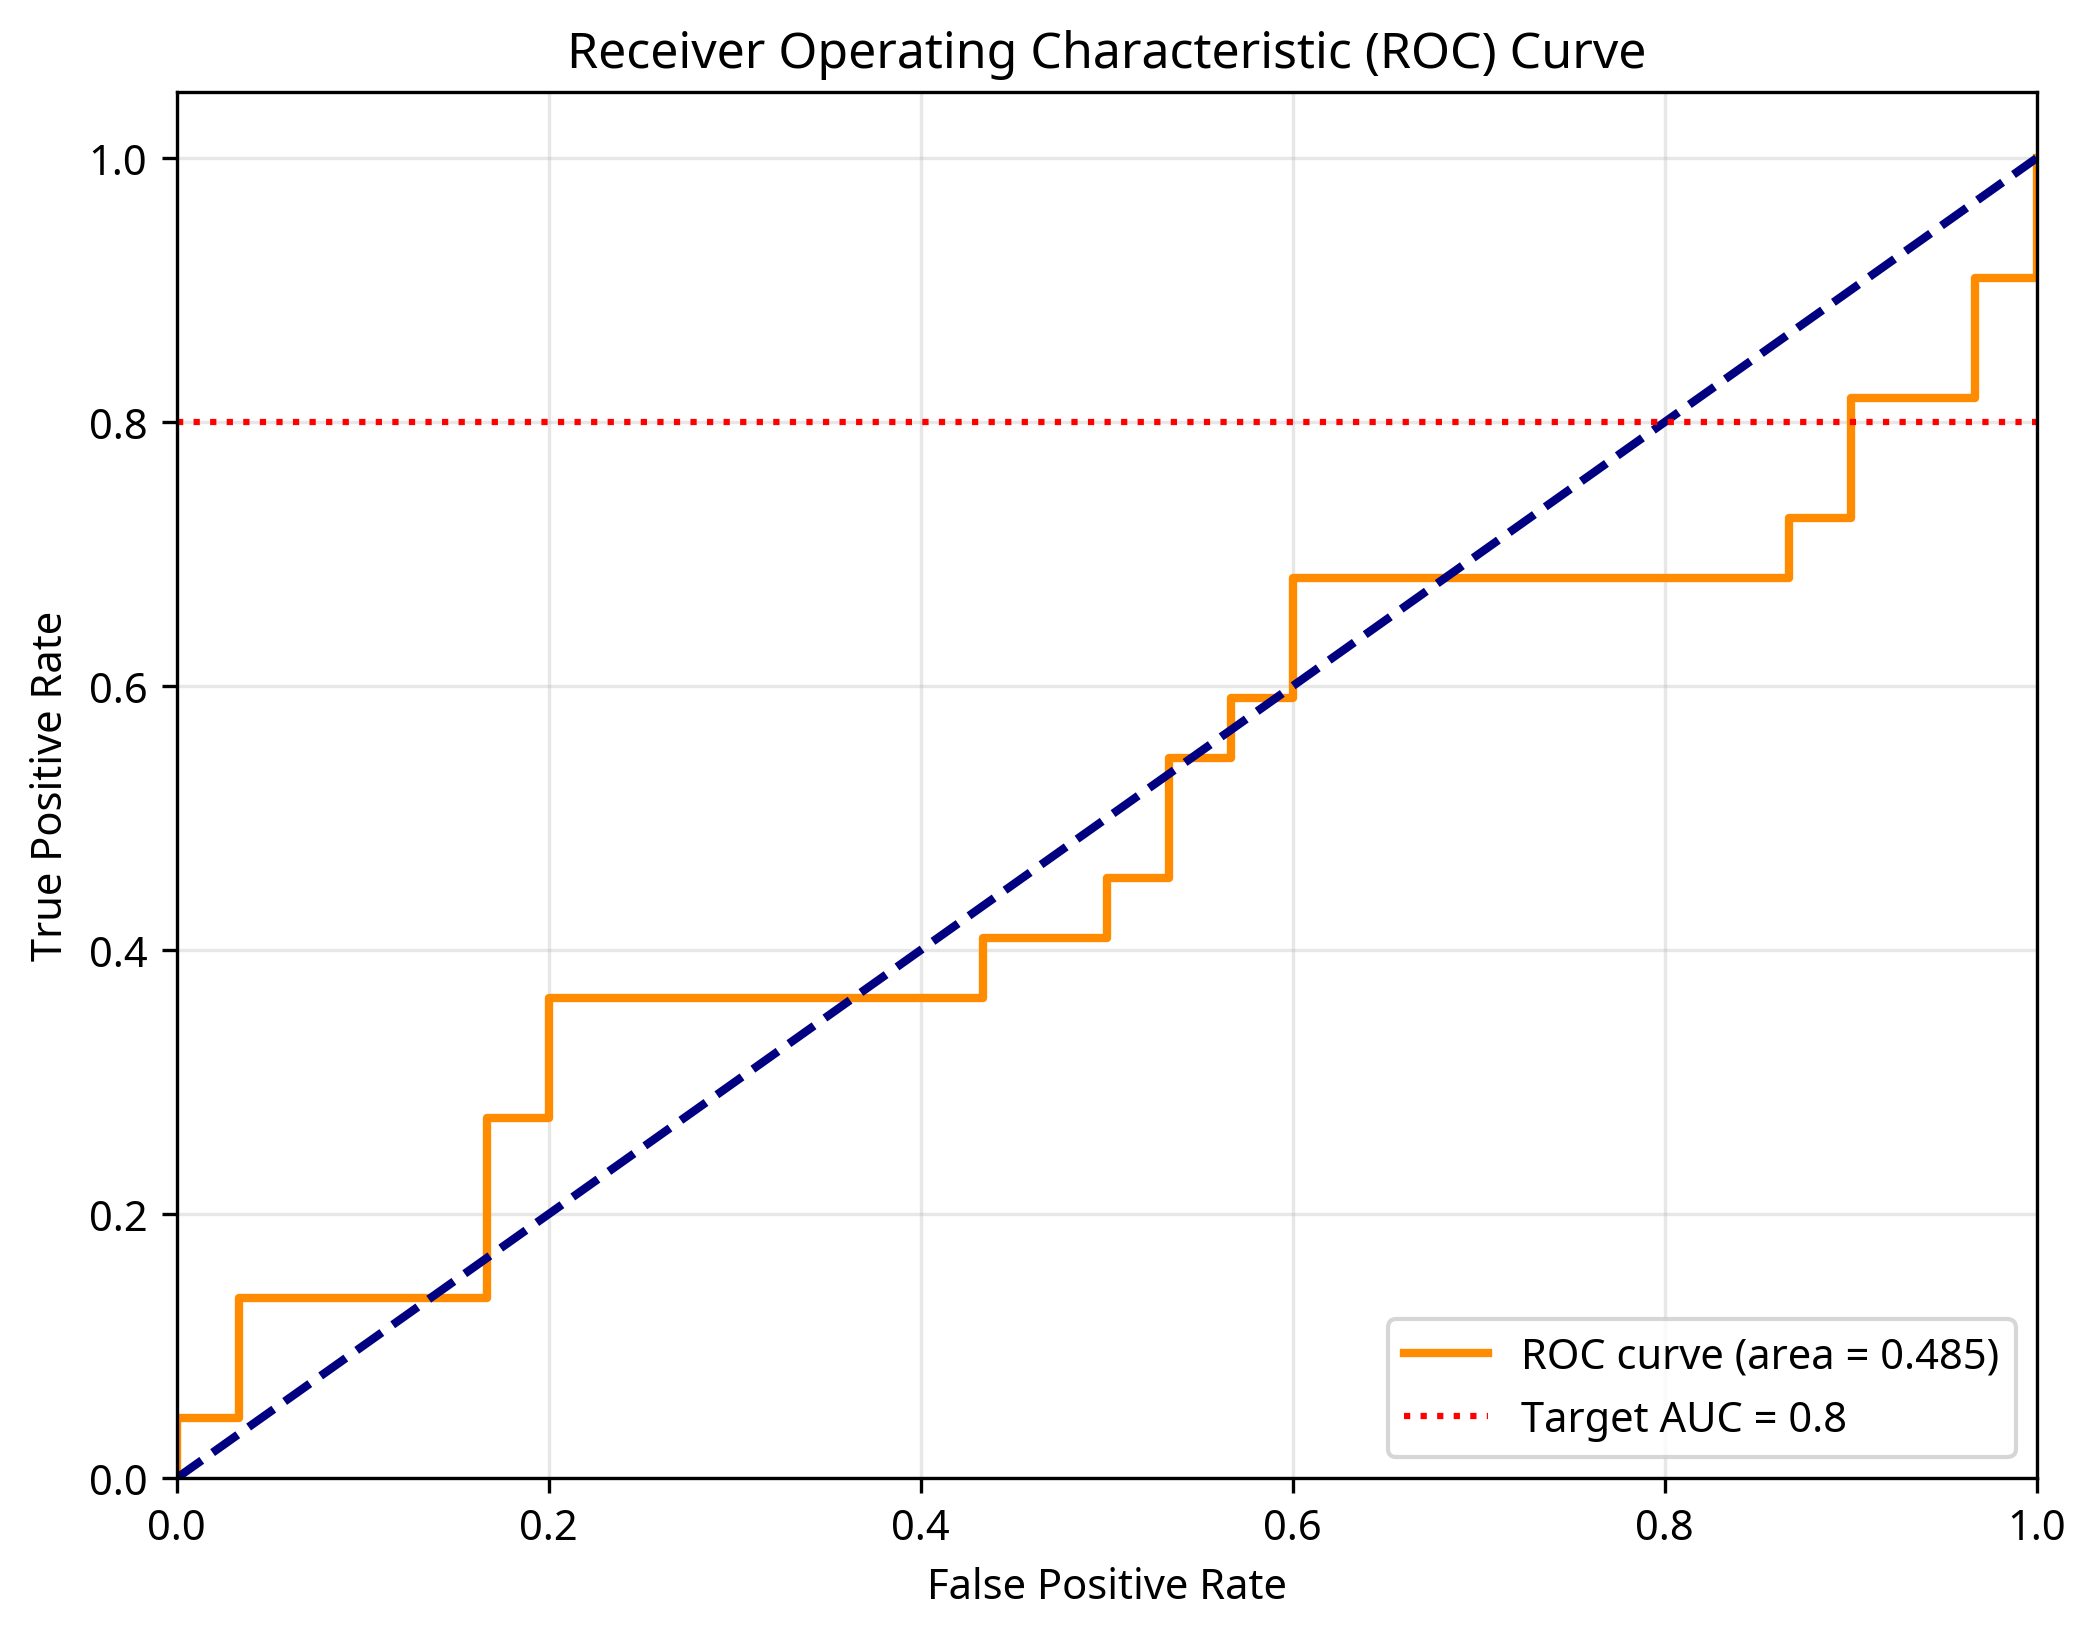 Receiver Operating Characteristic (ROC) Curve
1.0
0.8
0.6
0.4
0.2
0.0
True Positive Rate
ROC curve (area = 0.485)
Target AUC = 0.8
0.0 0.2 0.4 0.6 0.8 1.0
False Positive Rate